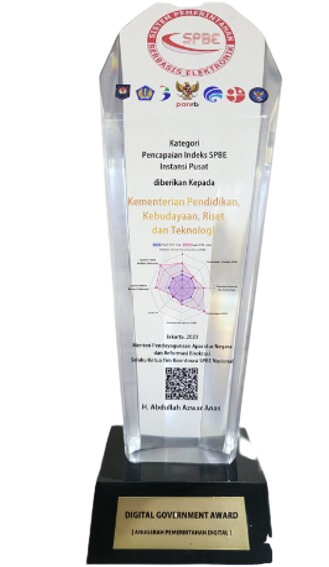 SISTEM PEMERINTAHAN
BERBASIS ELEKTRONIK
SPBE
panrb
Kategori
Pencapaian Indeks SPBE
Instansi Pusat
diberikan Kepada
Kementerian Pendidikan,
Kebudayaan, Riset
dan Teknologi
Jakarta, 2023
Menteri Pendayagunaan Aparatur Negara
dan Reformasi Birokrasi
Selaku Ketua Tim Koordinasi SPBE Nasional
H. Abdullah Azwar Anas
DIGITAL GOVERNMENT AWARD
[ ANUGERAH PEMERINTAHAN DIGITAL ]